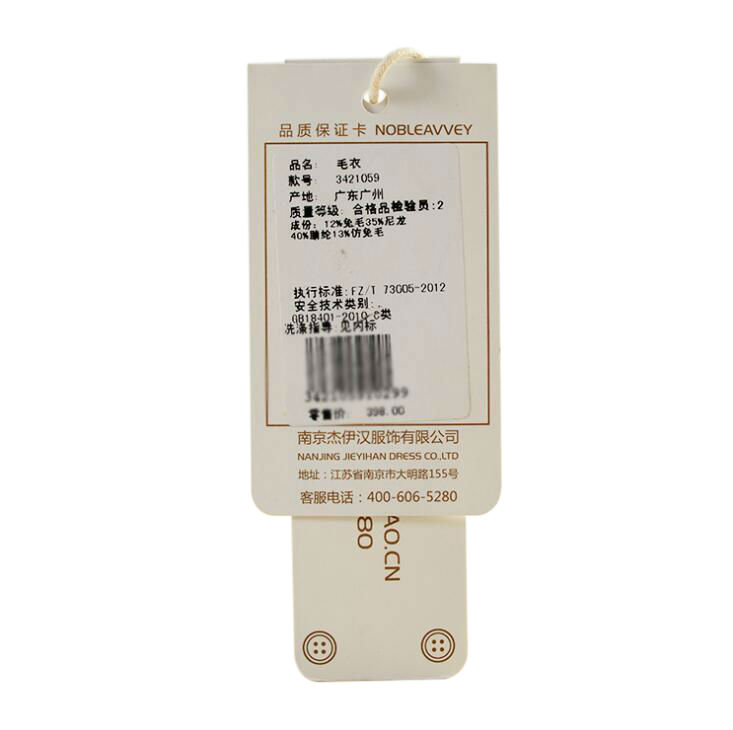 品质保证卡 NOBLEAVVEY
品名: 毛衣
款号: 3421059
产地: 广东广州
质量等级: 合格品检验员:2
成份: 12%兔毛35%尼龙
40%腈纶13%仿兔毛
执行标准:FZ/T 73005-2012
安全技术类别:
GB18401-2010 C类
洗涤指导:见内标
零售价: 398.00
南京杰伊汉服饰有限公司
NANJING JIEYIHAN DRESS CO.,LTD
地址:江苏省南京市大明路155号
客服电话:400-606-5280
AO.CN
80